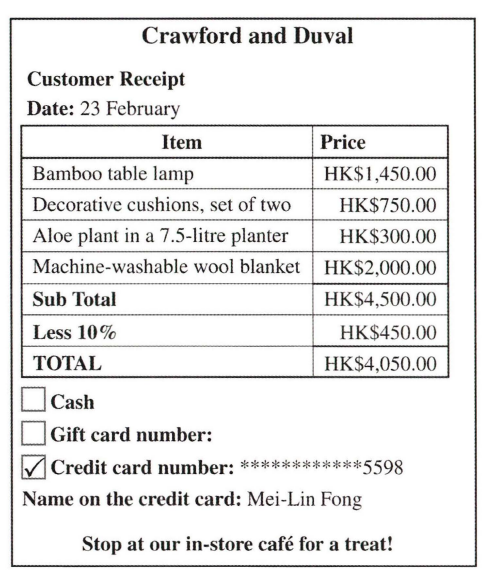 Crawford and Duval
Customer Receipt
Date: 23 February
Item Price
Bamboo table lamp HK$1,450.00
Decorative cushions, set of two HK$750.00
Aloe plant in a 7.5-litre planter HK$300.00
Machine-washable wool blanket HK$2,000.00
Sub Total HK$4,500.00
Less 10% HK$450.00
TOTAL HK$4,050.00
Cash
Gift card number:
Credit card number: ************5598
Name on the credit card: Mei-Lin Fong
Stop at our in-store café for a treat!